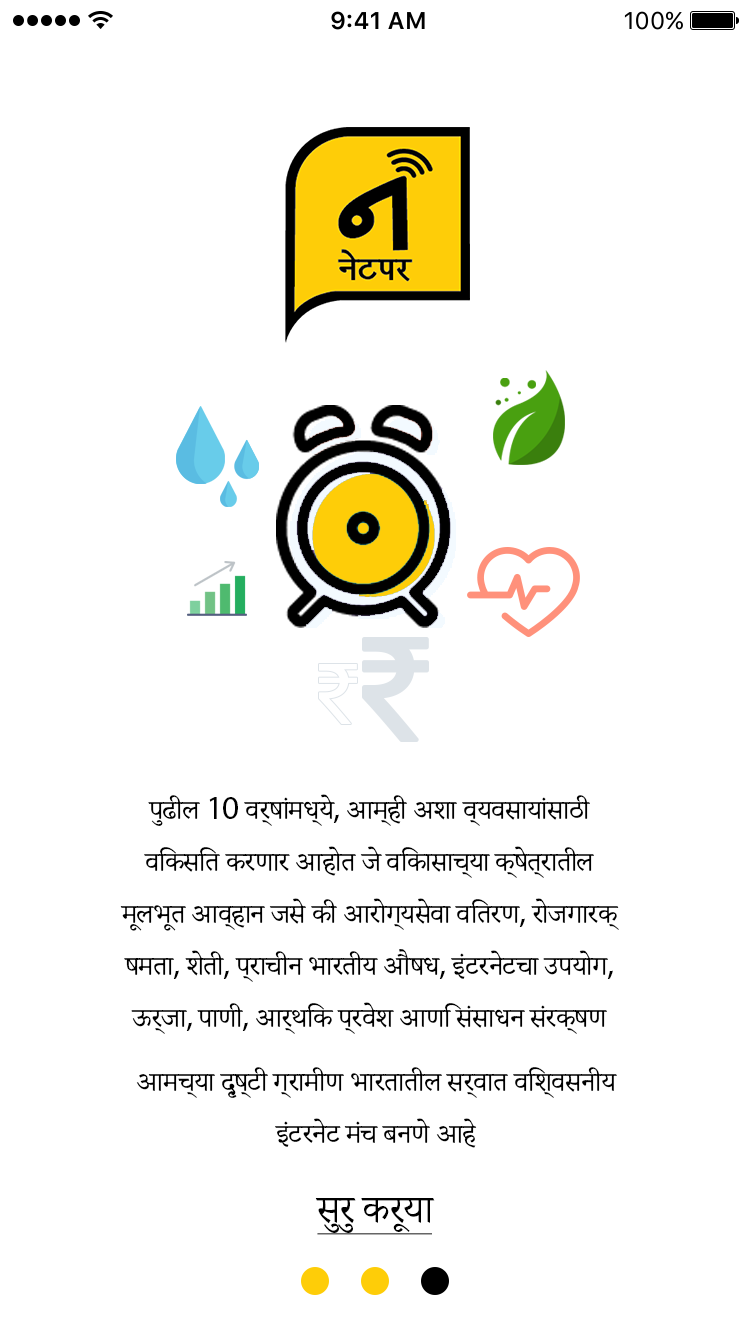 9:41 AM 100%
न
नेटपर
पुढील 10 वर्षांमध्ये, आम्ही अशा व्यवसायांसाठी
विकसित करणार आहोत जे विकासाच्या क्षेत्रातील
मूलभूत आव्हान जसे की आरोग्यसेवा वितरण, रोजगारक्
षमता, शेती, प्राचीन भारतीय औषध, इंटरनेटचा उपयोग,
ऊर्जा, पाणी, आर्थिक प्रवेश आणि संसाधन संरक्षण
आमच्या दृष्टी ग्रामीण भारतातील सर्वात विश्वसनीय
इंटरनेट मंच बनणे आहे
सुरु करूया